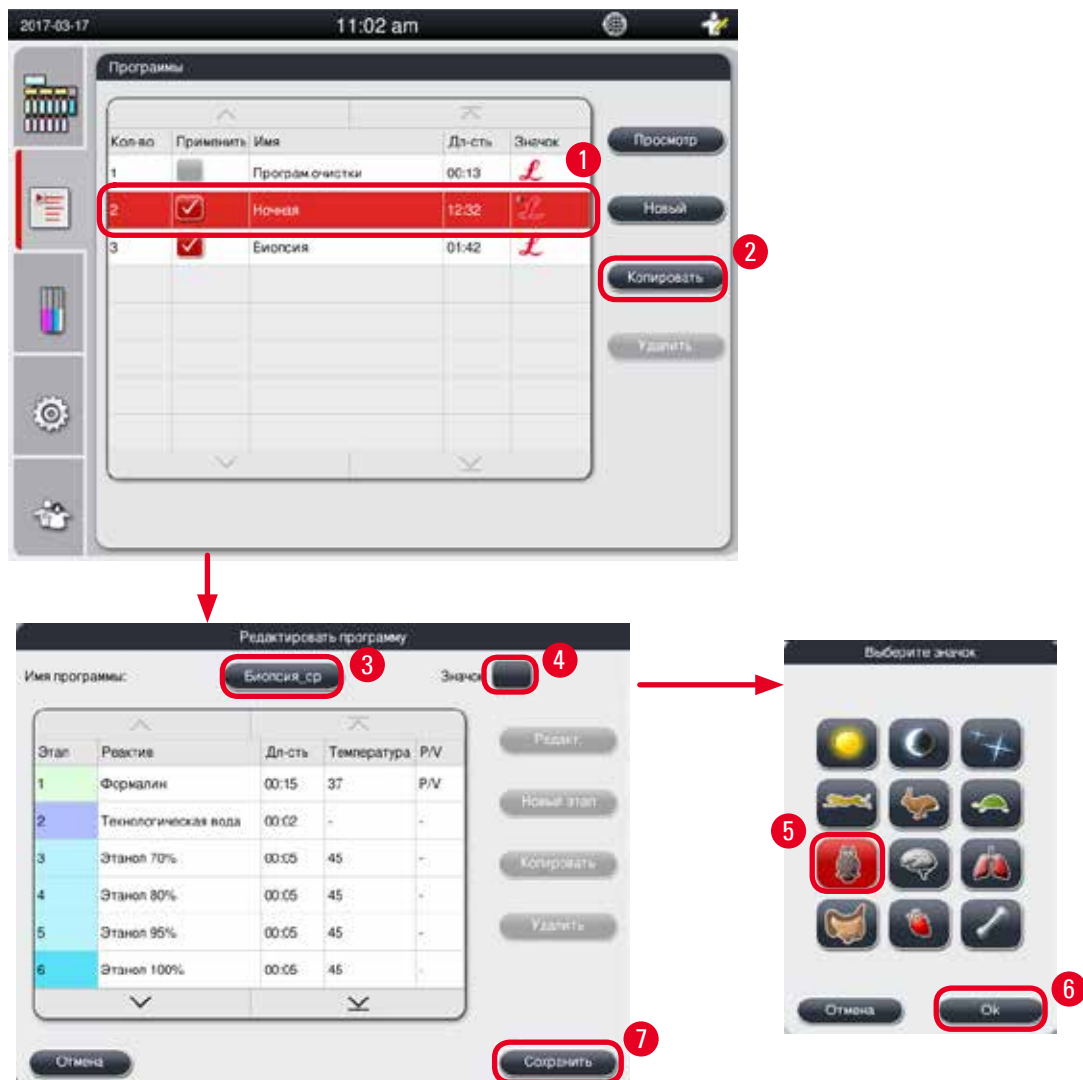 2017-03-17 11:02 am
Программы
Кол-во Применить Имя Дл-сть Значок
1 Програм.очистки 00:13 L
1
2 Ночная 12:32
3 Биопсия 01:42 L
Просмотр
Новый
Копировать
2
Удалить
Редактировать программу
Имя программы: Биопсия_ср 3 Значок 4
Этап Реактив Дл-сть Температура P/V
1 Формалин 00:15 37 P/V
2 Технологическая вода 00:02 - -
3 Этанол 70% 00:05 45 -
4 Этанол 80% 00:05 45 -
5 Этанол 95% 00:05 45 -
6 Этанол 100% 00:05 45 -
Редакт.
Новый этап
Копировать
Удалить
Отмена Сохранить 7
Выберите значок
5
Отмена Ok 6